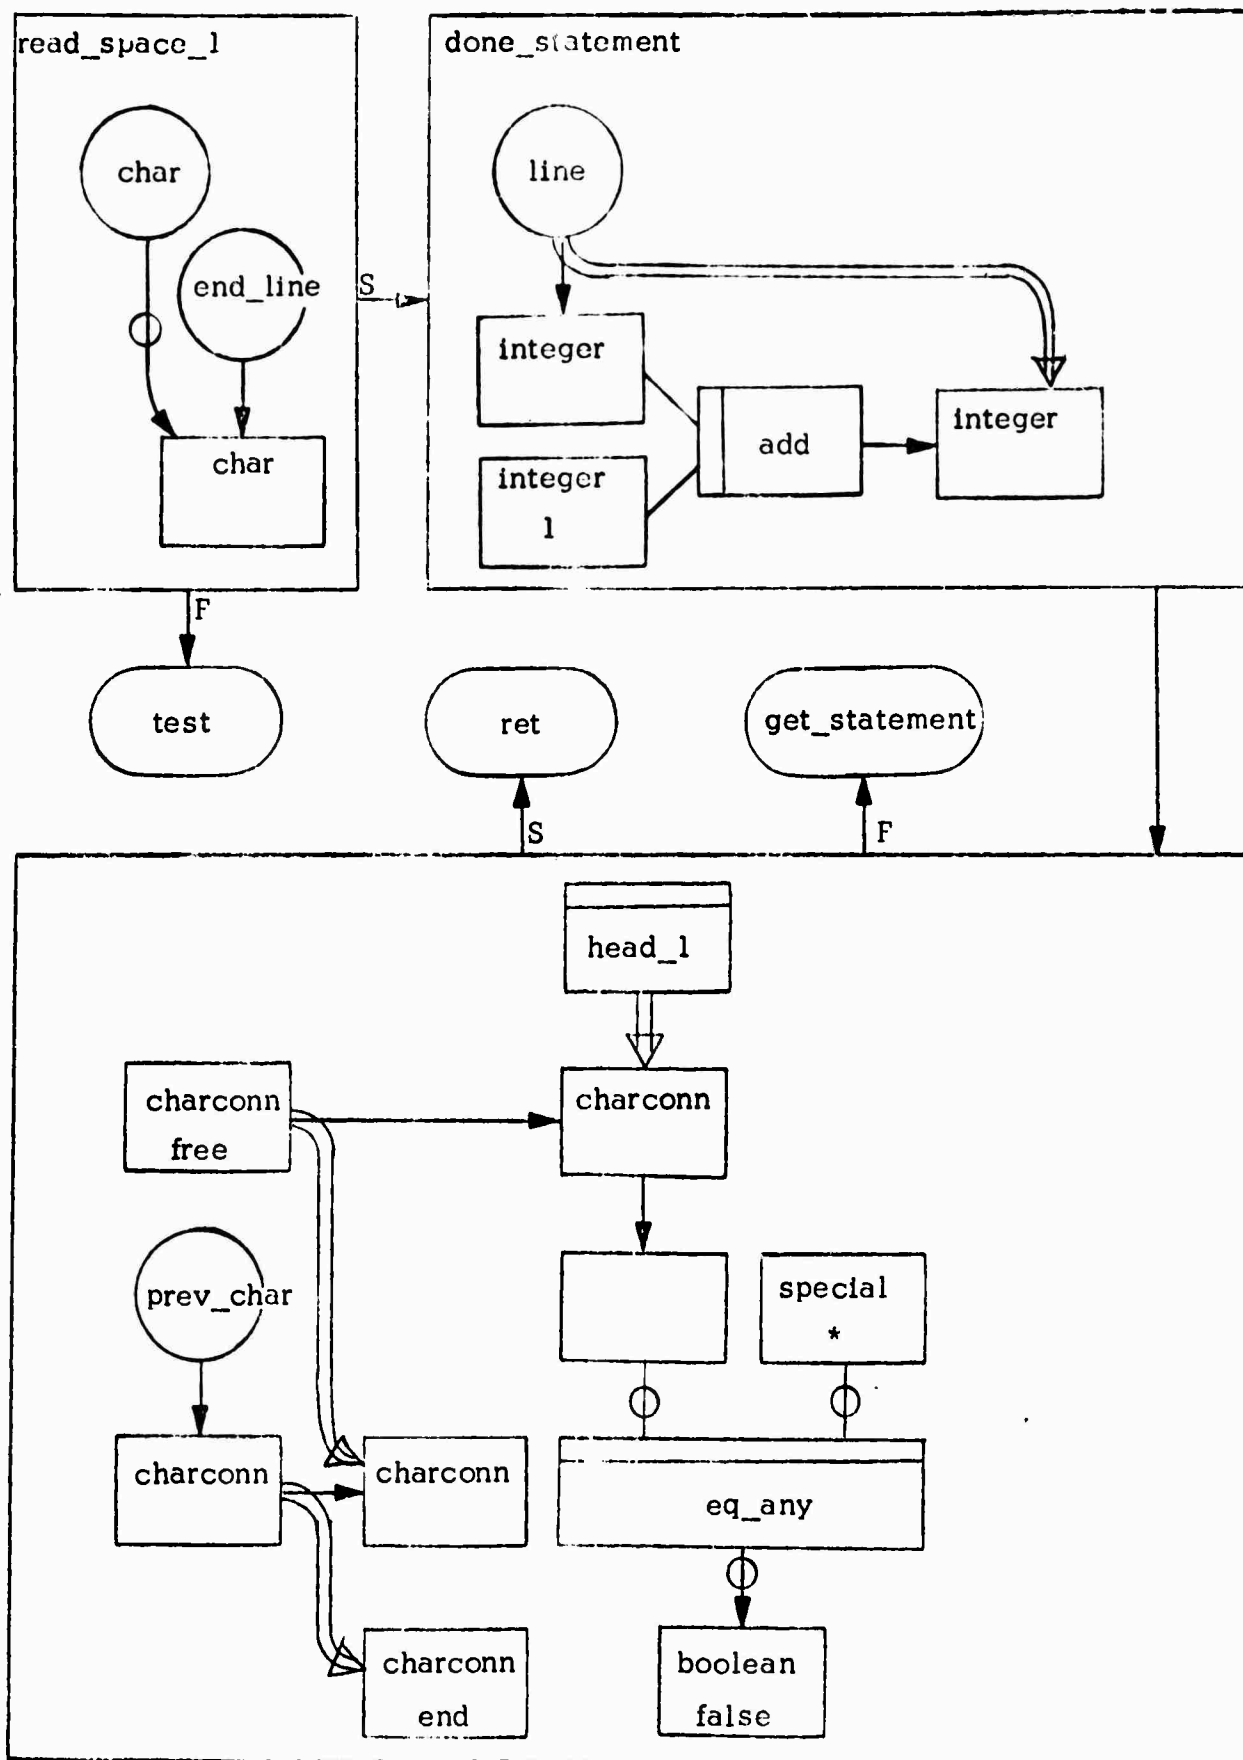 read_space_1
char
end_line
char
S
F
done_statement
line
integer
integer
1
add
integer
test
ret
get_statement
S
F
head_1
charconn
free
charconn
prev_char
special
*
charconn
charconn
eq_any
charconn
end
boolean
false